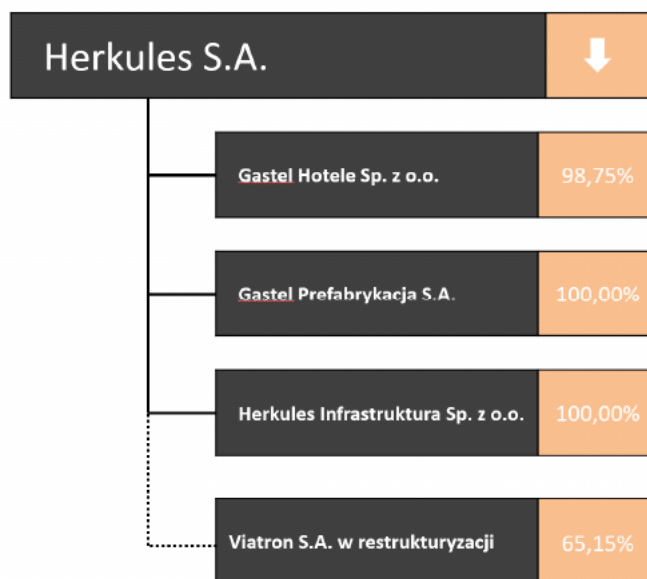 Herkules S.A.
Gastel Hotele Sp. z o.o. 98,75%
Gastel Prefabrykacja S.A. 100,00%
Herkules Infrastruktura Sp. z o.o. 100,00%
Viatron S.A. w restrukturyzacji 65,15%